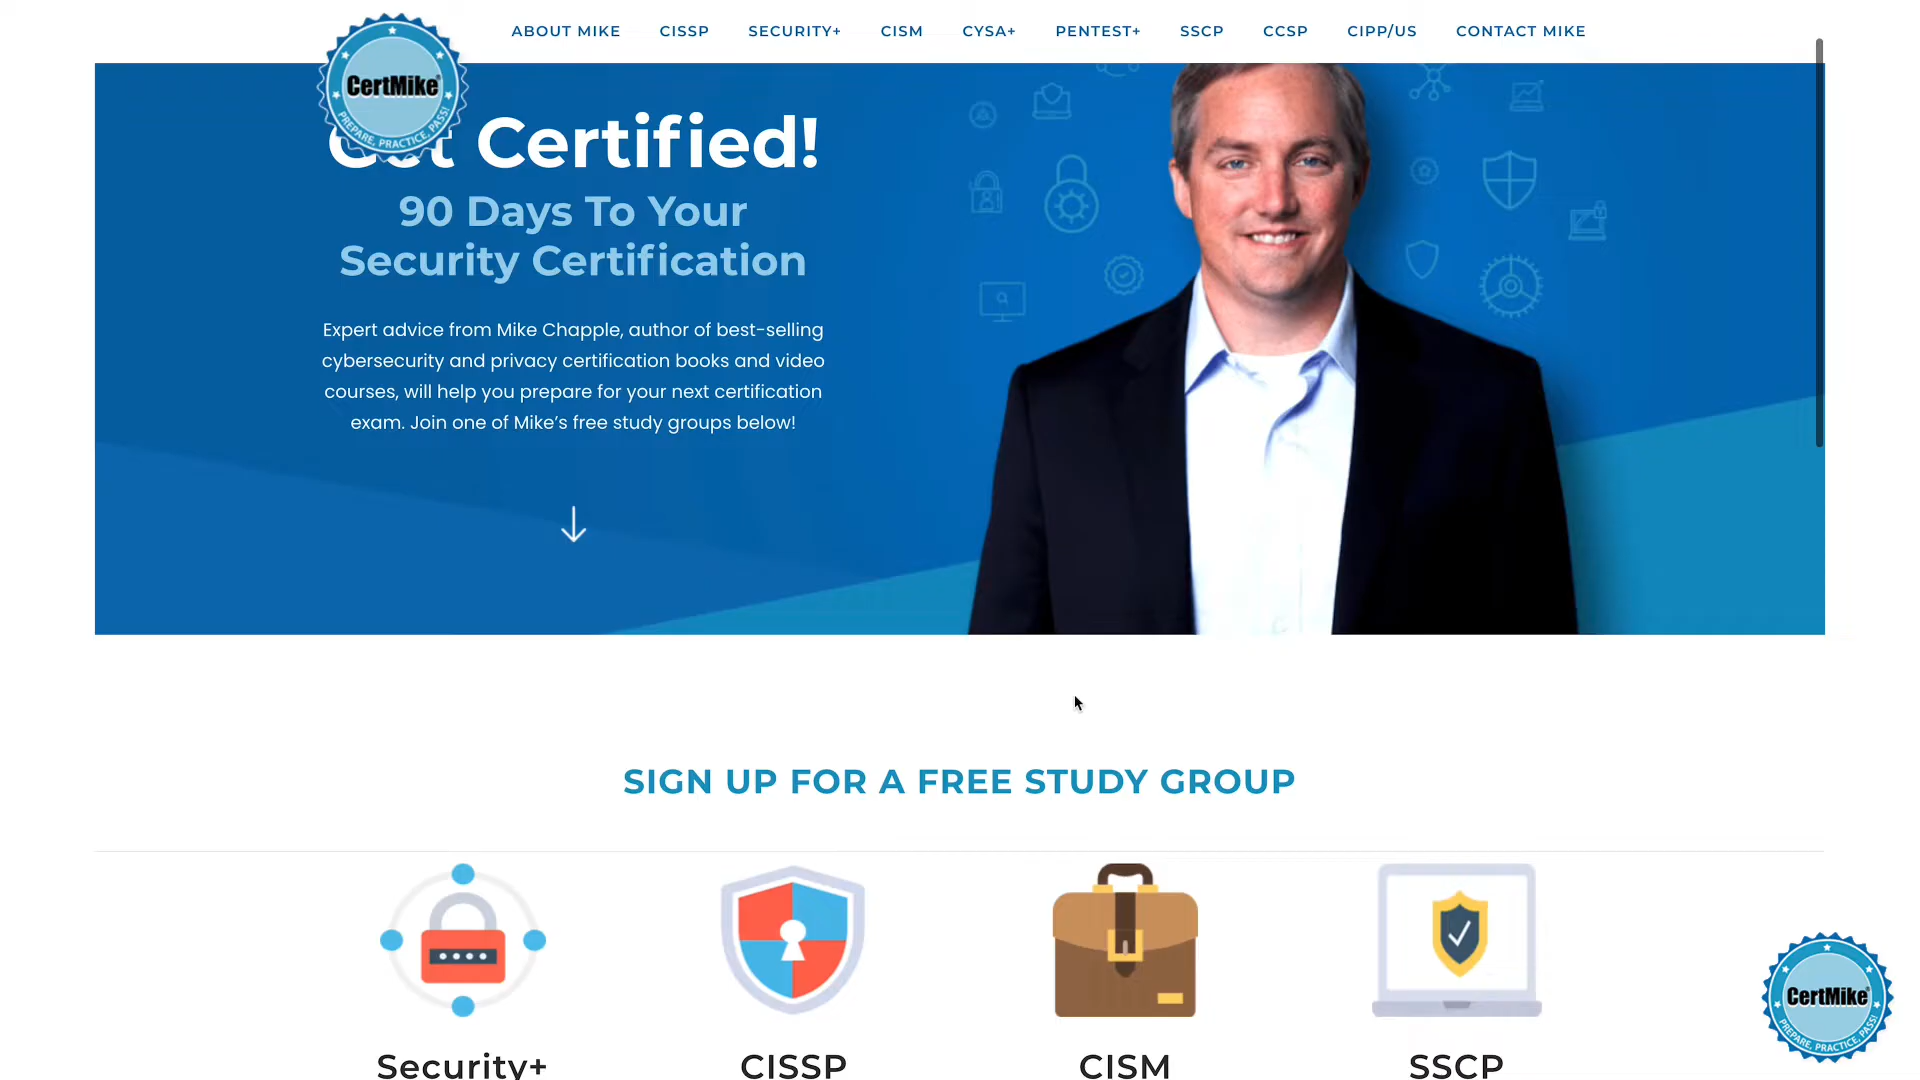 ABOUT MIKE CISSP SECURITY+ CISM CYSA+ PENTEST+ SSCP CCSP CIPP/US CONTACT MIKE
CertMike
PREPARE, PRACTICE, PASS!
Get Certified!
90 Days To Your
Security Certification
Expert advice from Mike Chapple, author of best-selling
cybersecurity and privacy certification books and video
courses, will help you prepare for your next certification
exam. Join one of Mike’s free study groups below!
SIGN UP FOR A FREE STUDY GROUP
Security+ CISSP CISM SSCP
CertMike
PREPARE, PRACTICE, PASS!